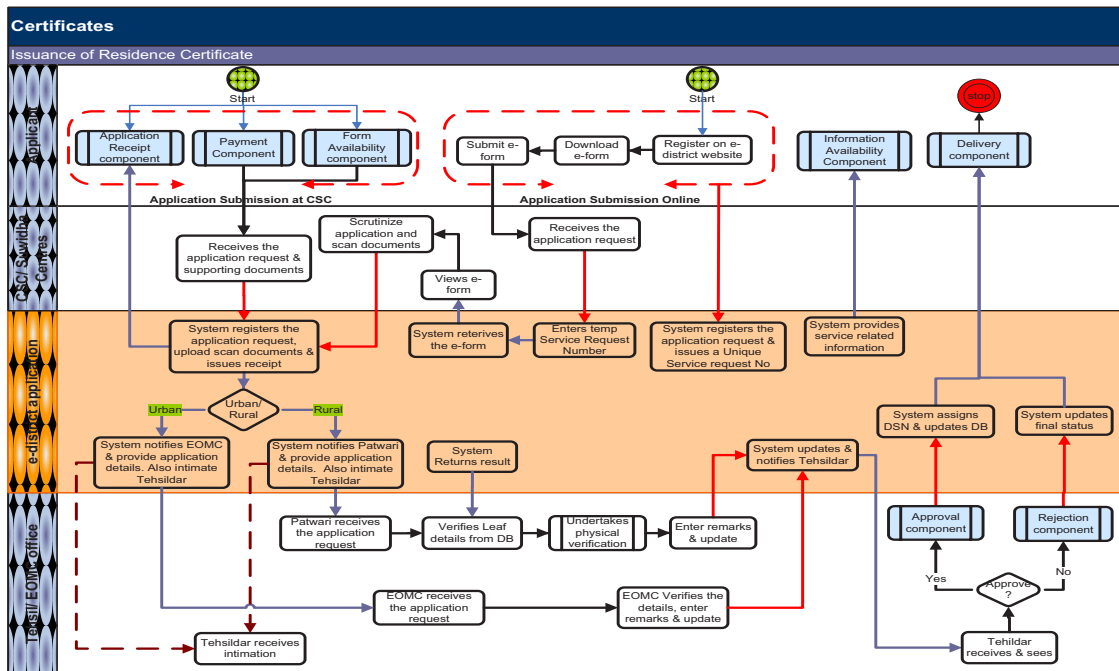 Certificates
Issuance of Residence Certificate
Applicant
Start
Start
stop
Application
Receipt
component
Payment
Component
Form
Availability
component
Submit e-
form
Download
e-form
Register on e-
district website
Information
Availability
Component
Delivery
component
Application Submission at CSC
Application Submission Online
CSC/ Suwidha
Centres
Receives the
application request &
supporting documents
Scrutinize
application and
scan documents
Receives the
application request
Views e-
form
e-distoct application
System registers the
application request,
upload scan documents &
issues receipt
System reterives
the e-form
Enters temp
Service Request
Number
System registers the
application request &
issues a Unique
Service request No
System provides
service related
information
Urban/
Rural
Urban
Rural
System notifies EOMC
& provide application
details. Also intimate
Tehsildar
System notifies Patwari
& provide application
details. Also intimate
Tehsildar
System
Returns result
System updates &
notifies Tehsildar
System assigns
DSN & updates DB
System updates
final status
Tehsil/ EOMC office
Patwari receives
the application
request
Verifies Leaf
details from DB
Undertakes
physical
verification
Enter remarks
& update
Approval
component
Rejection
component
Yes
No
Approve
?
EOMC receives
the application
request
EOMC Verifies the
details, enter
remarks & update
Tehsildar receives
intimation
Tehildar
receives & sees